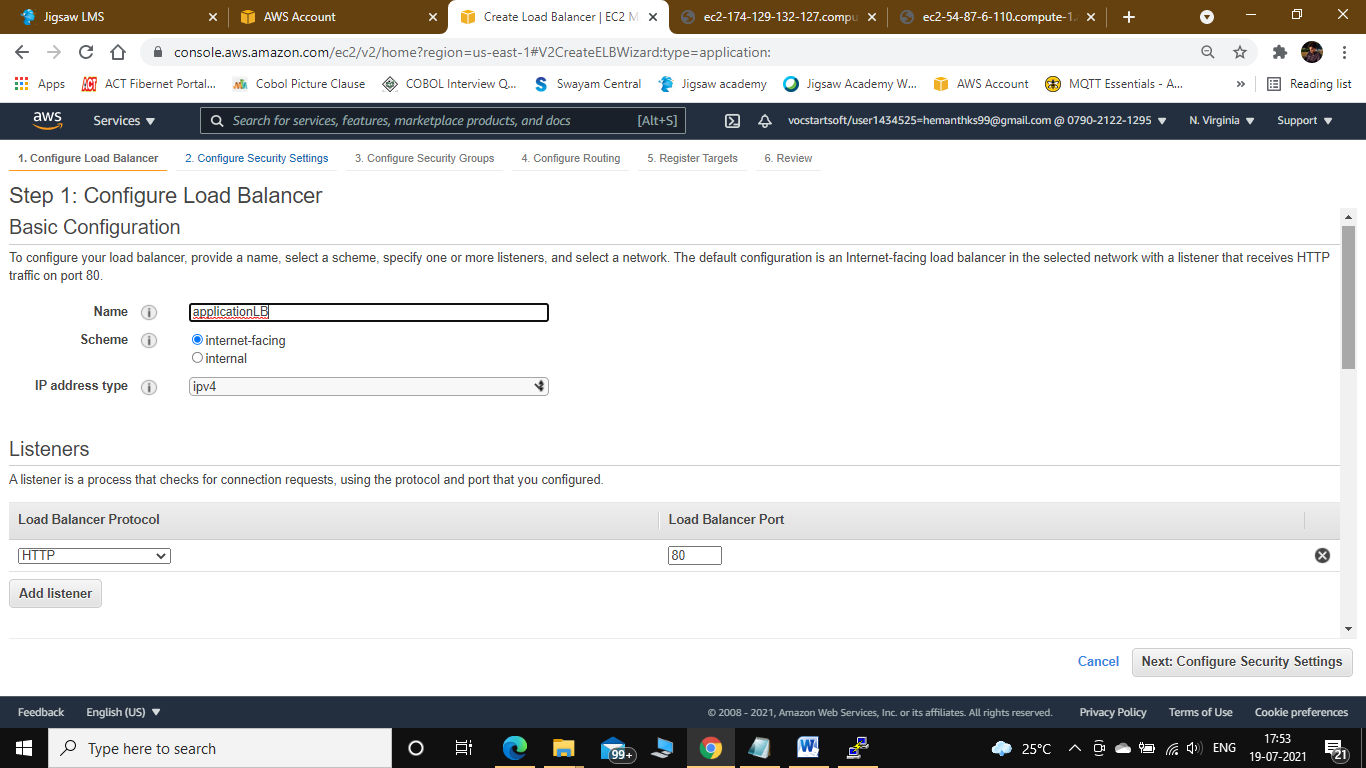 Jigsaw LMS
AWS Account
Create Load Balancer | EC2 M
ec2-174-129-132-127.compu
ec2-54-87-6-110.compute-1.
console.aws.amazon.com/ec2/v2/home?region=us-east-1#V2CreateELBWizard:type=application:
Apps
ACT Fibernet Portal...
Cobol Picture Clause
COBOL Interview Q...
Swayam Central
Jigsaw academy
Jigsaw Academy W...
AWS Account
MQTT Essentials - A...
»
Reading list
aws
Services
Search for services, features, marketplace products, and docs
[Alt+S]
vocstartsoft/user1434525=hemanthks99@gmail.com @ 0790-2122-1295
N. Virginia
Support
1. Configure Load Balancer
2. Configure Security Settings
3. Configure Security Groups
4. Configure Routing
5. Register Targets
6. Review
Step 1: Configure Load Balancer
Basic Configuration
To configure your load balancer, provide a name, select a scheme, specify one or more listeners, and select a network. The default configuration is an Internet-facing load balancer in the selected network with a listener that receives HTTP
traffic on port 80.
Name
applicationLB
Scheme
internet-facing
internal
IP address type
ipv4
Listeners
A listener is a process that checks for connection requests, using the protocol and port that you configured.
Load Balancer Protocol
Load Balancer Port
HTTP
80
Add listener
Cancel
Next: Configure Security Settings
Feedback
English (US)
© 2008 - 2021, Amazon Web Services, Inc. or its affiliates. All rights reserved.
Privacy Policy
Terms of Use
Cookie preferences
Type here to search
99+
25°C
ENG
17:53
19-07-2021
21